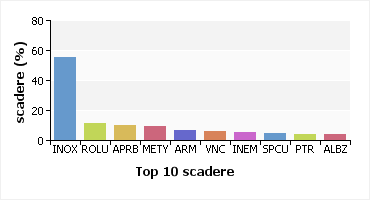 scadere (%)
80
60
40
20
0
INOX ROLU APRB METY ARM VNC INEM SPCU PTR ALBZ
Top 10 scadere